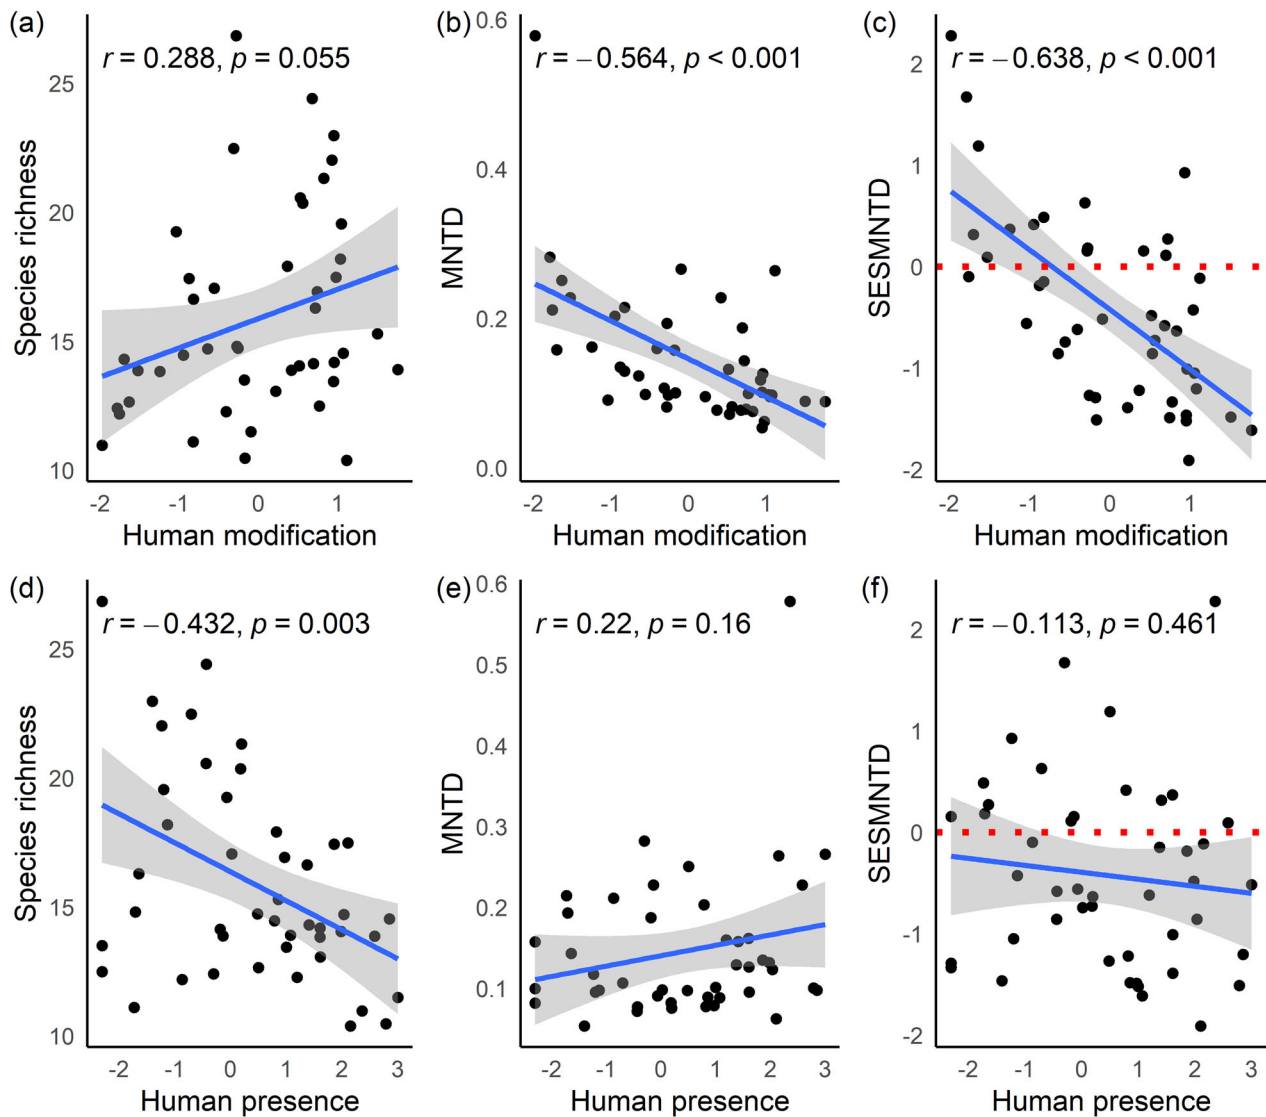 (a)
r = 0.288, p = 0.055
Species richness
25
20
15
10
-2 -1 0 1
Human modification
(b)
r = −0.564, p < 0.001
MNTD
0.6
0.4
0.2
0.0
-2 -1 0 1
Human modification
(c)
r = −0.638, p < 0.001
SESMNTD
2
1
0
-1
-2
-2 -1 0 1
Human modification
(d)
r = −0.432, p = 0.003
Species richness
25
20
15
10
-2 -1 0 1 2 3
Human presence
(e)
r = 0.22, p = 0.16
MNTD
0.6
0.5
0.4
0.3
0.2
0.1
-2 -1 0 1 2 3
Human presence
(f)
r = −0.113, p = 0.461
SESMNTD
2
1
0
-1
-2
-2 -1 0 1 2 3
Human presence